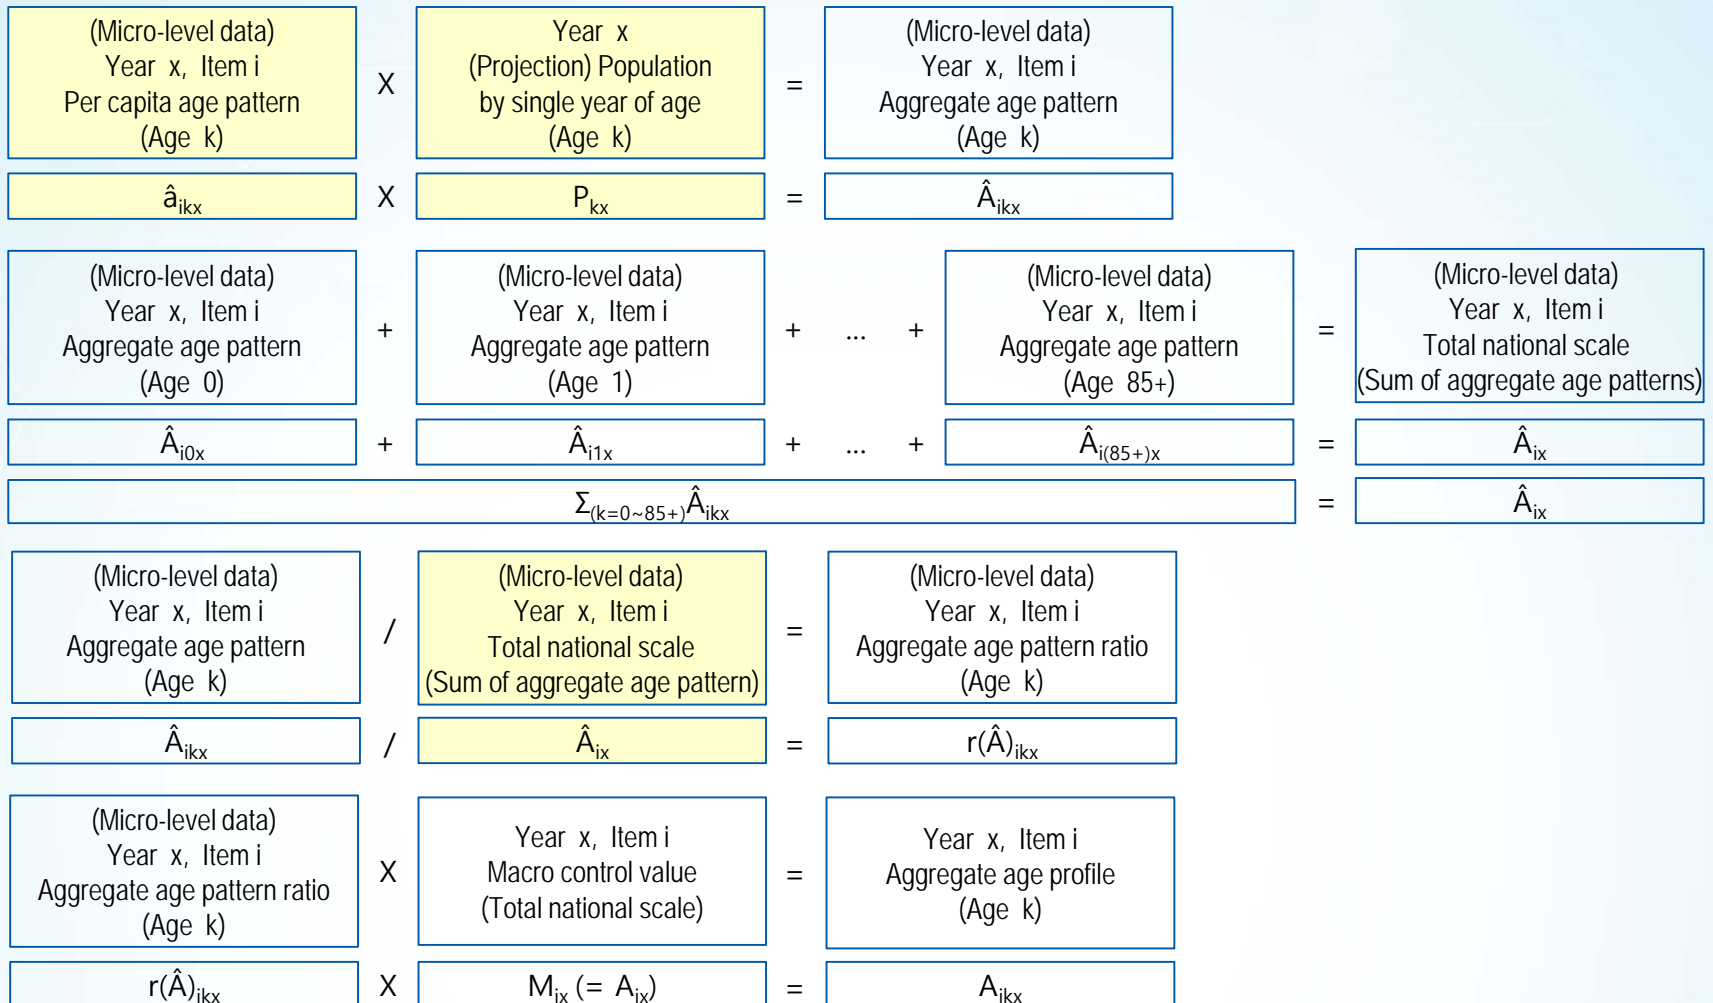 (Micro-level data)
Year x, Item i
Per capita age pattern
(Age k)
X
Year x
(Projection) Population
by single year of age
(Age k)
=
(Micro-level data)
Year x, Item i
Aggregate age pattern
(Age k)
âikx X Pkx = Âikx
(Micro-level data)
Year x, Item i
Aggregate age pattern
(Age 0)
+
(Micro-level data)
Year x, Item i
Aggregate age pattern
(Age 1)
+ ... +
(Micro-level data)
Year x, Item i
Aggregate age pattern
(Age 85+)
=
(Micro-level data)
Year x, Item i
Total national scale
(Sum of aggregate age patterns)
Âi0x + Âi1x + ... + Âi(85+)x = Âix
Σ(k=0~85+)Âikx = Âix
(Micro-level data)
Year x, Item i
Aggregate age pattern
(Age k)
/
(Micro-level data)
Year x, Item i
Total national scale
(Sum of aggregate age pattern)
=
(Micro-level data)
Year x, Item i
Aggregate age pattern ratio
(Age k)
Âikx / Âix = r(Â)ikx
(Micro-level data)
Year x, Item i
Aggregate age pattern ratio
(Age k)
X
Year x, Item i
Macro control value
(Total national scale)
=
Year x, Item i
Aggregate age profile
(Age k)
r(Â)ikx X Mix (= Aix) = Aikx